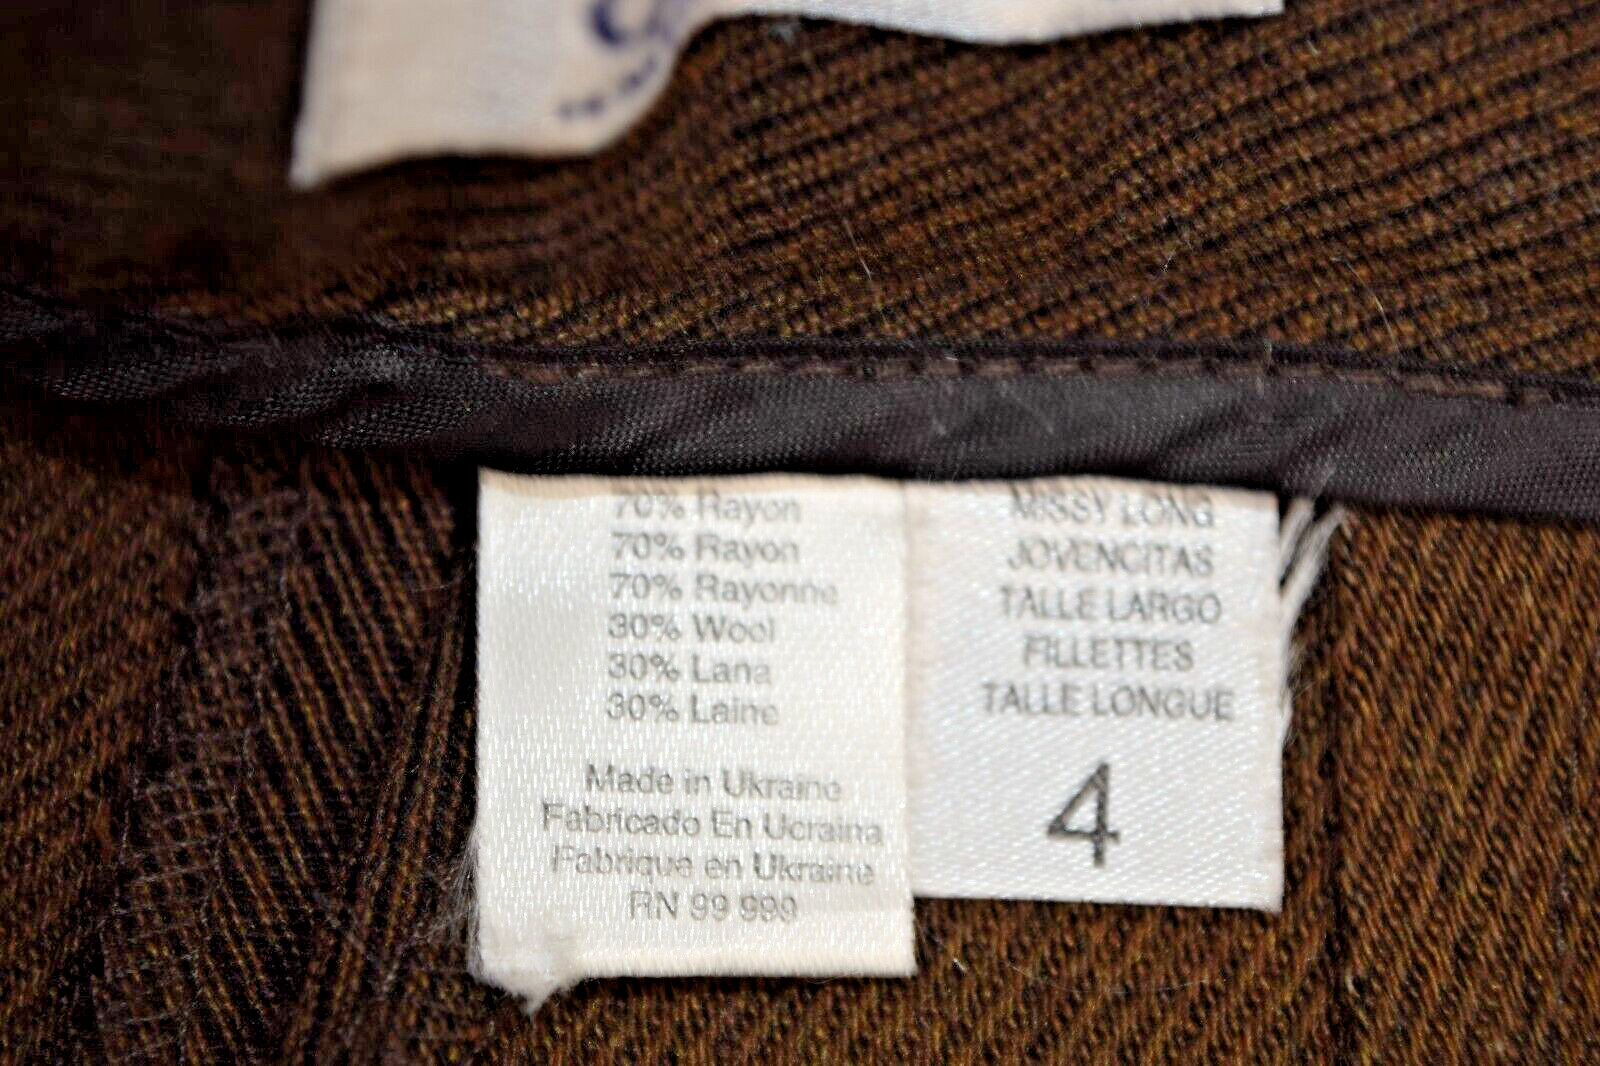 70% Rayon
70% Rayon
70% Rayonne
30% Wool
30% Lana
30% Laine
Made in Ukraine
Fabricado En Ucraina
Fabrique en Ukraine
RN 99 999
MISSY LONG
JOVENCITAS
TALLE LARGO
FILLETTES
TALLE LONGUE
4